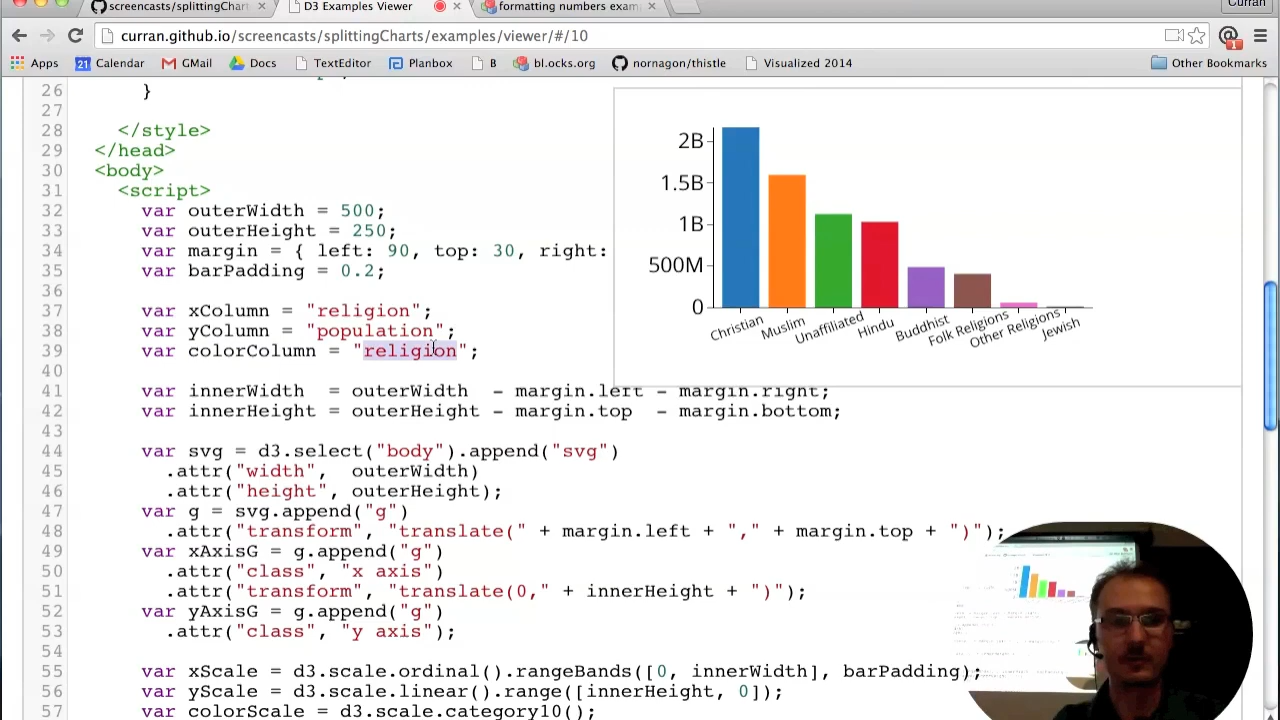 screencasts/splittingChart
D3 Examples Viewer
formatting numbers exam
Curran
curran.github.io/screencasts/splittingCharts/examples/viewer/#/10
1
Apps
21 Calendar
GMail
Docs
TextEditor
Planbox
B
bl.ocks.org
nornagon/thistle
Visualized 2014
Other Bookmarks
26 }
27
28 </style>
29 </head>
30 <body>
31 <script>
32 var outerWidth = 500;
33 var outerHeight = 250;
34 var margin = { left: 90, top: 30, right:
35 var barPadding = 0.2;
36
37 var xColumn = "religion";
38 var yColumn = "population";
39 var colorColumn = "religion";
40
41 var innerWidth  = outerWidth  - margin.left - margin.right;
42 var innerHeight = outerHeight - margin.top  - margin.bottom;
43
44 var svg = d3.select("body").append("svg")
45 .attr("width",  outerWidth)
46 .attr("height", outerHeight);
47 var g = svg.append("g")
48 .attr("transform", "translate(" + margin.left + "," + margin.top + ")");
49 var xAxisG = g.append("g")
50 .attr("class", "x axis")
51 .attr("transform", "translate(0," + innerHeight + ")");
52 var yAxisG = g.append("g")
53 .attr("class", "y axis");
54
55 var xScale = d3.scale.ordinal().rangeBands([0, innerWidth], barPadding);
56 var yScale = d3.scale.linear().range([innerHeight, 0]);
57 var colorScale = d3.scale.category10();
2B
1.5B
1B
500M
0
Christian
Muslim
Unaffiliated
Hindu
Buddhist
Folk Religions
Other Religions
Jewish